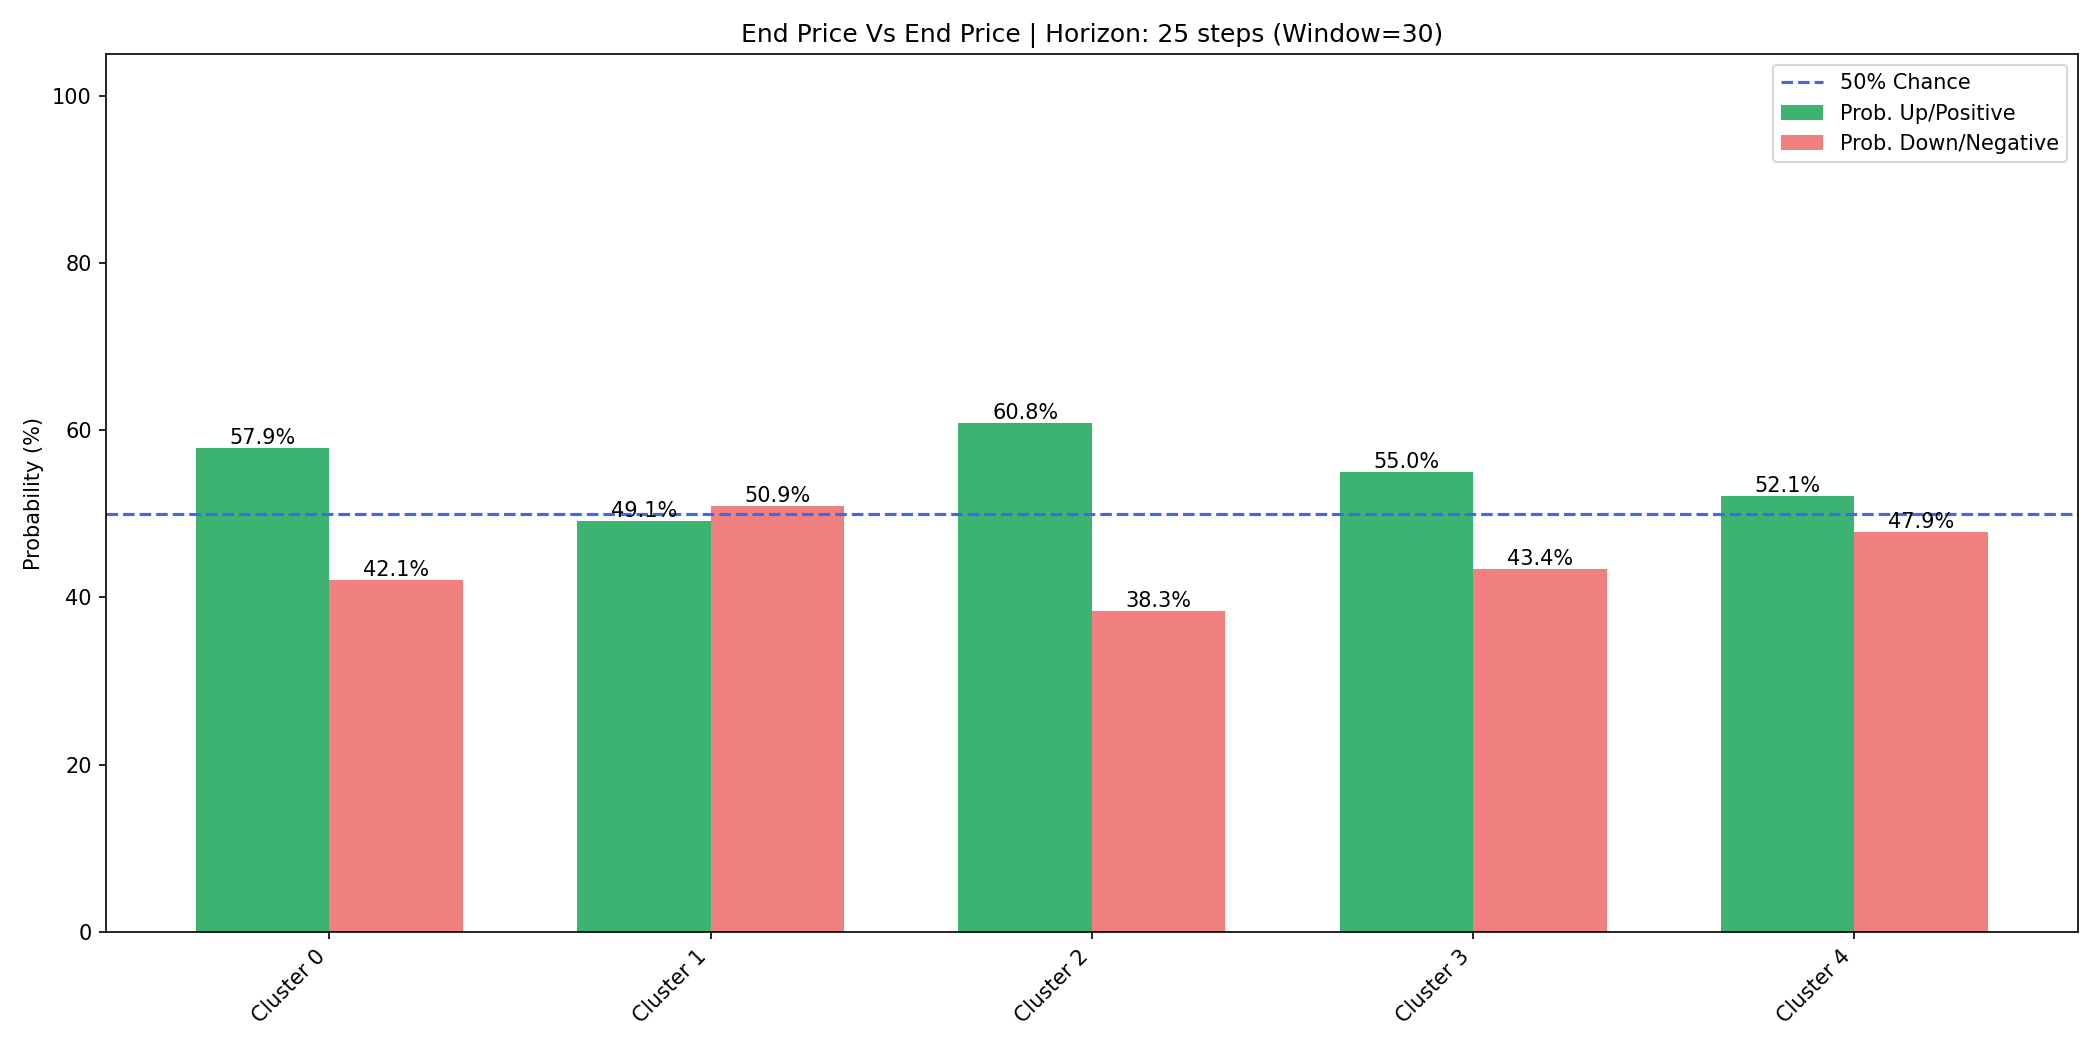 End Price Vs End Price | Horizon: 25 steps (Window=30)
50% Chance
Prob. Up/Positive
Prob. Down/Negative
Probability (%)
100
80
60
40
20
0
57.9%
42.1%
49.1%
50.9%
60.8%
38.3%
55.0%
43.4%
52.1%
47.9%
Cluster 0
Cluster 1
Cluster 2
Cluster 3
Cluster 4